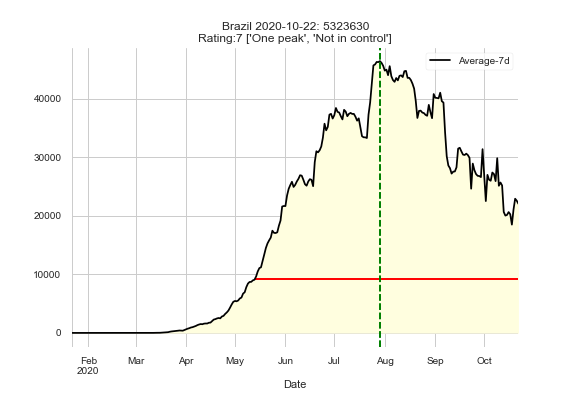 Brazil 2020-10-22: 5323630
Rating:7 ['One peak', 'Not in control']
Average-7d
40000
30000
20000
10000
0
Feb Mar Apr May Jun Jul Aug Sep Oct
2020
Date